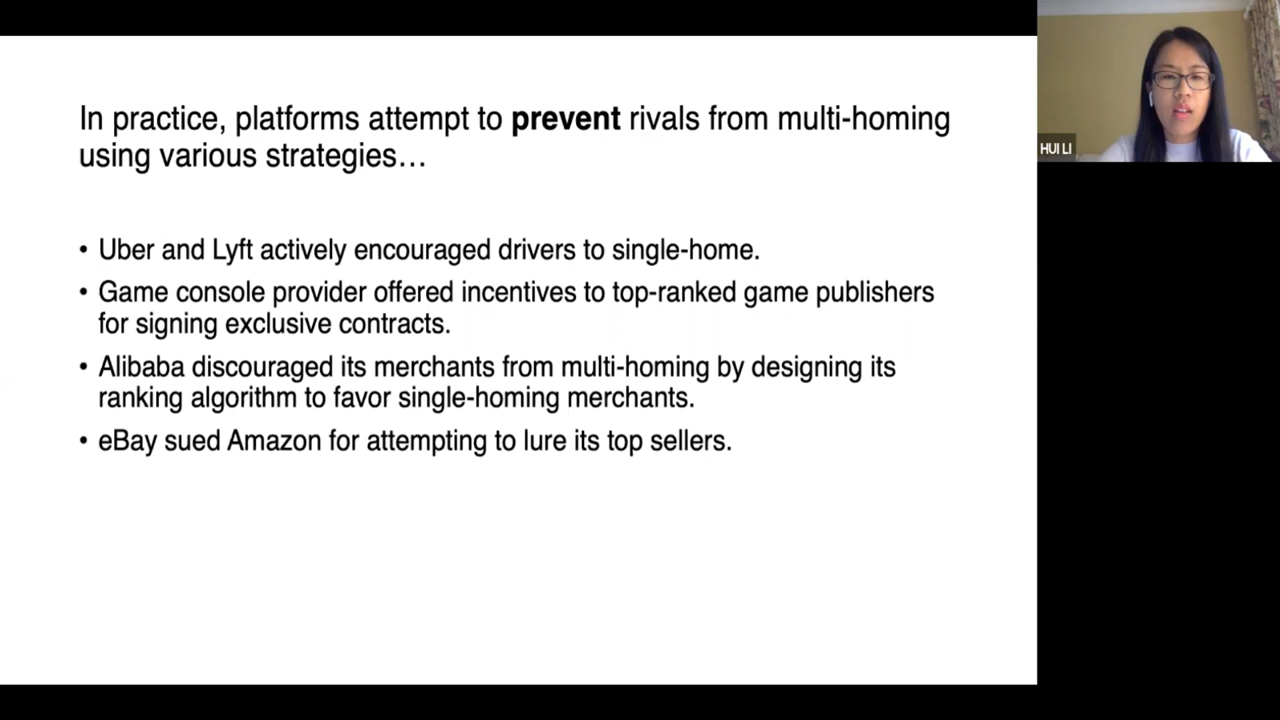 In practice, platforms attempt to prevent rivals from multi-homing
using various strategies…
• Uber and Lyft actively encouraged drivers to single-home.
• Game console provider offered incentives to top-ranked game publishers
for signing exclusive contracts.
• Alibaba discouraged its merchants from multi-homing by designing its
ranking algorithm to favor single-homing merchants.
• eBay sued Amazon for attempting to lure its top sellers.
HUI LI